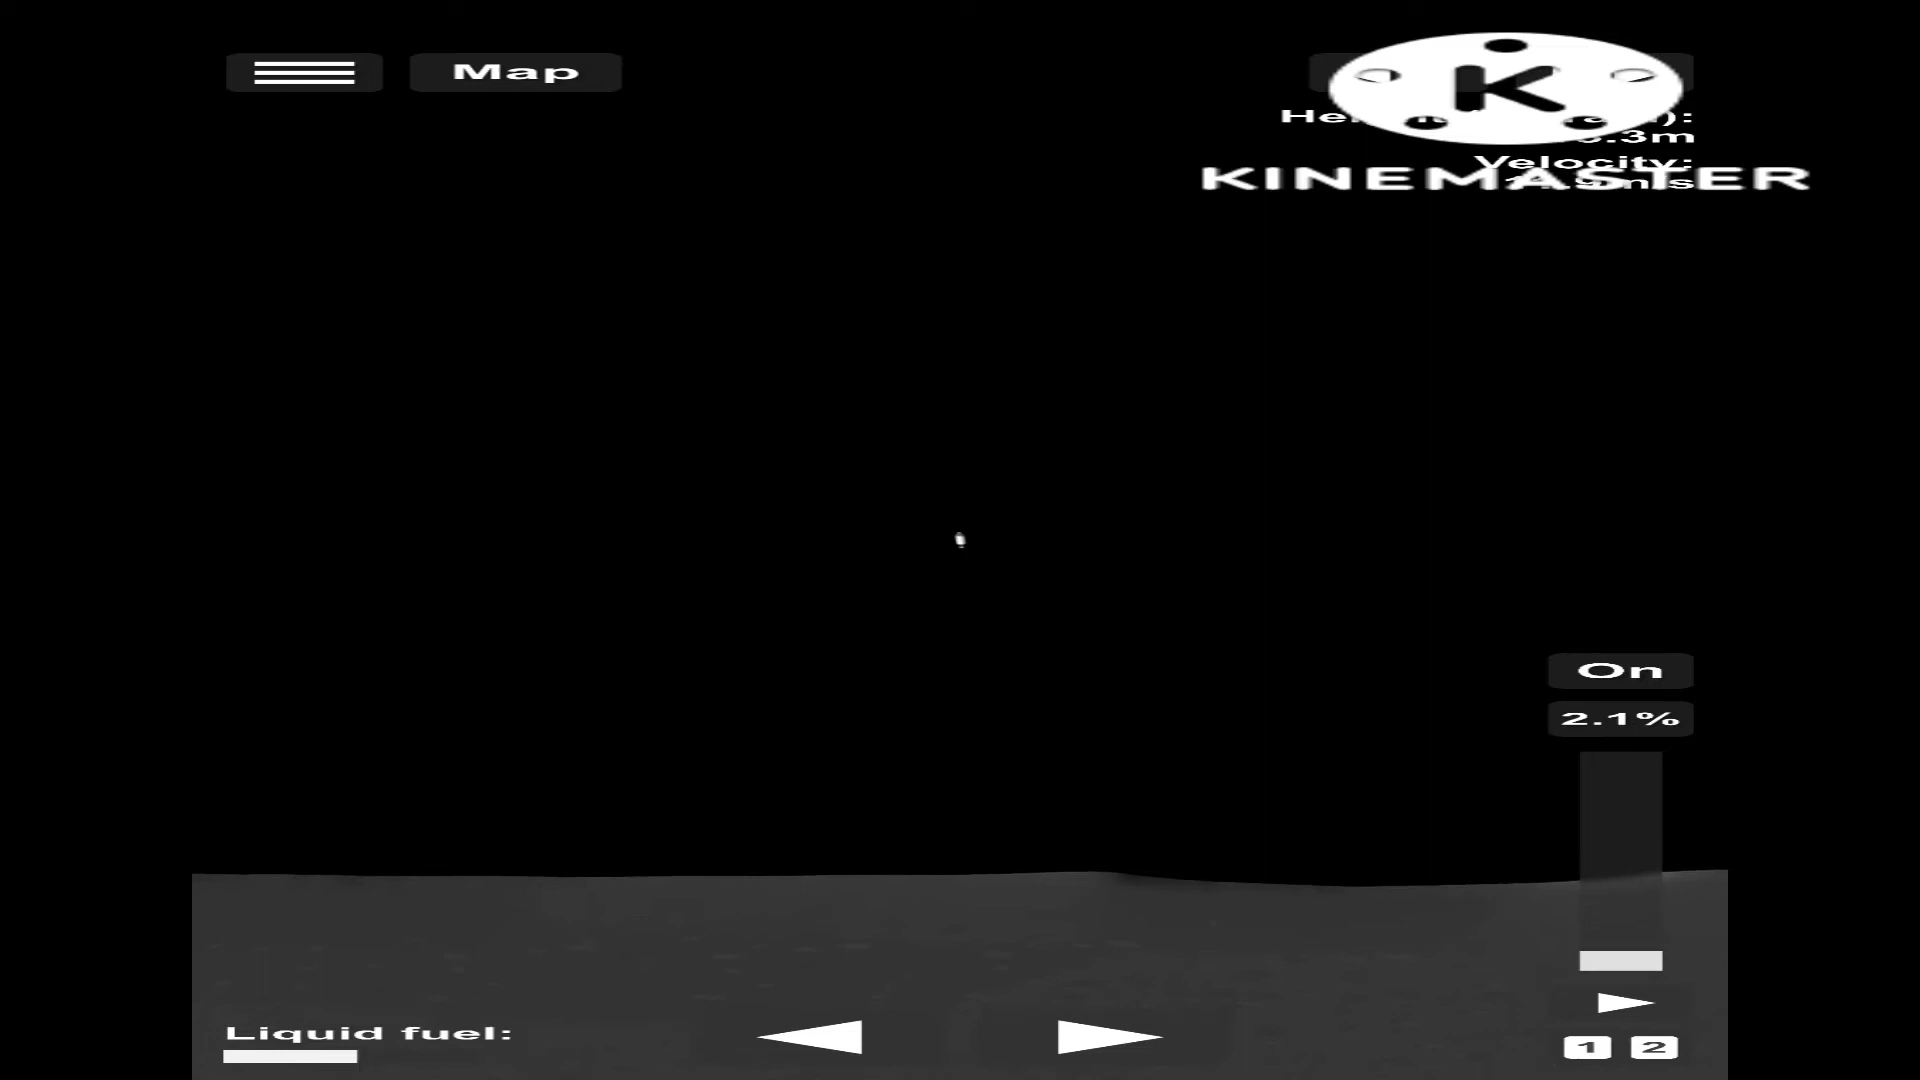 Map
K
Velocity:
KINEMASTER
On
2.1%
Liquid fuel:
1 2